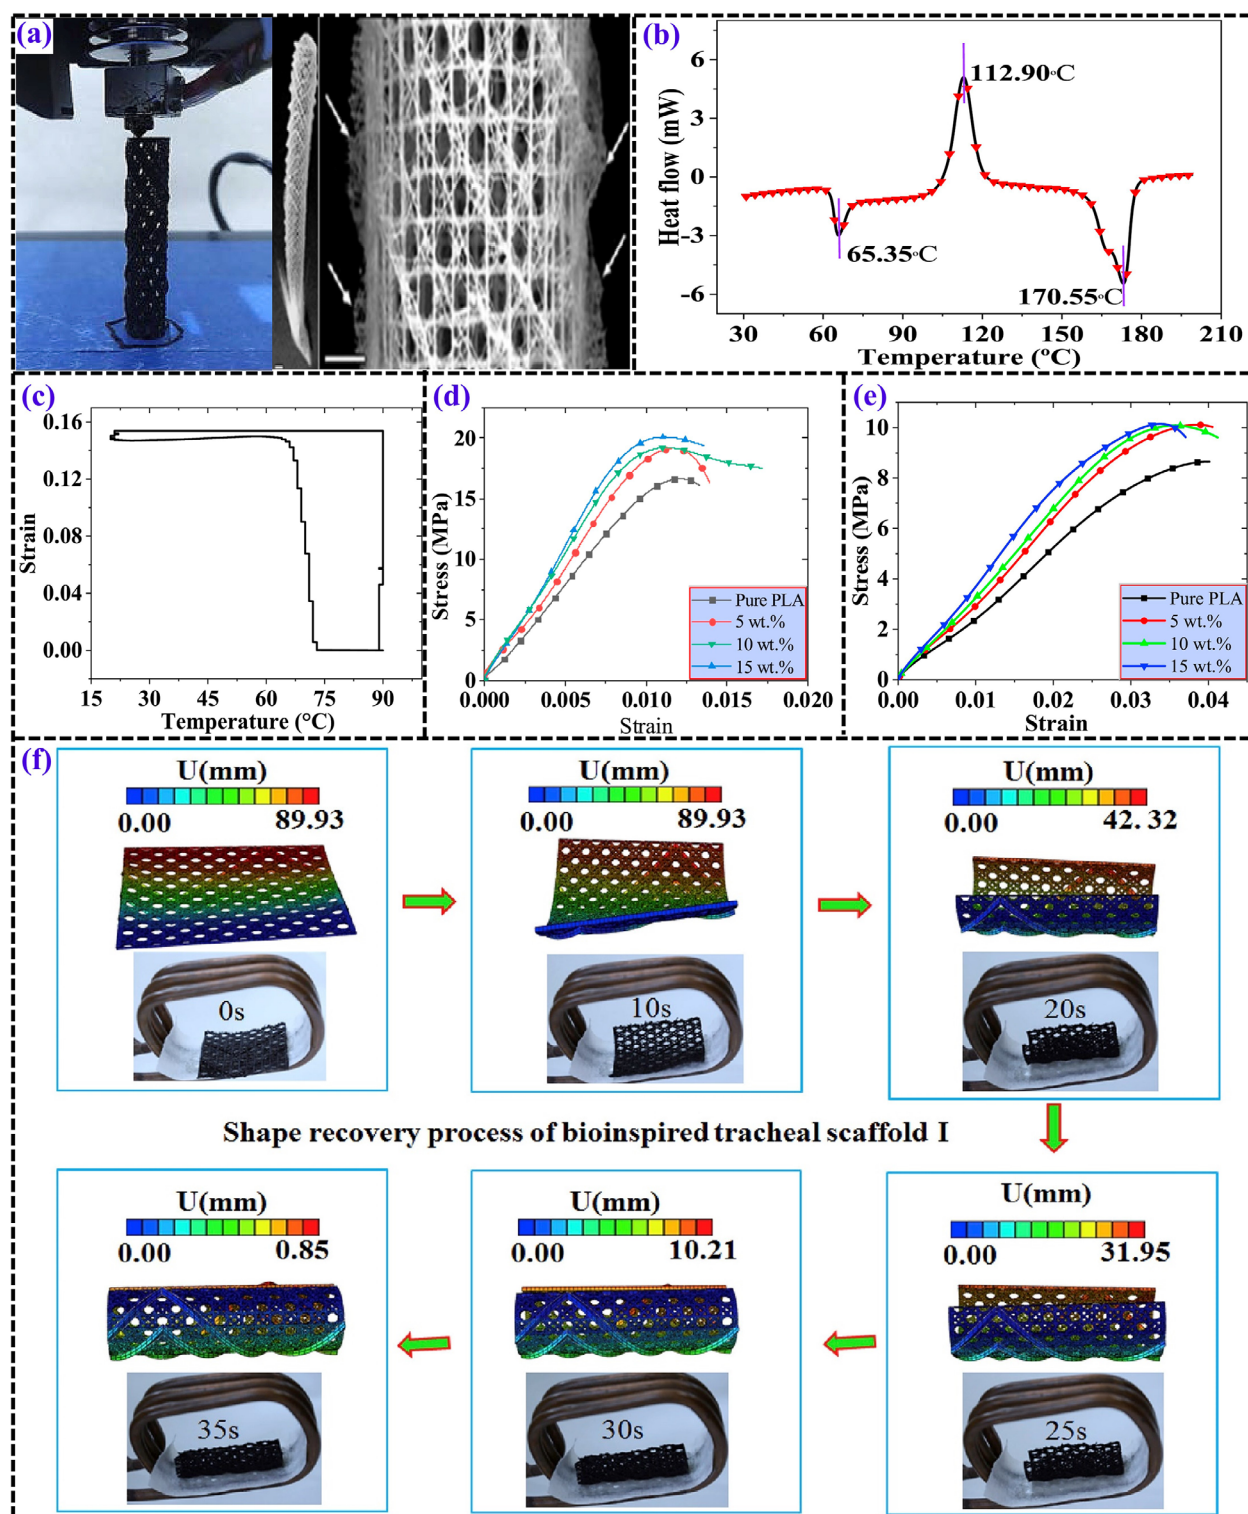 (a)
(b)
6
3
0
-3
-6
112.90°C
65.35°C
170.55°C
Heat flow (mW)
30 60 90 120 150 180 210
Temperature (°C)
(c)
0.16
0.12
0.08
0.04
0.00
Strain
15 30 45 60 75 90
Temperature (°C)
(d)
20
15
10
5
0
Stress (MPa)
Pure PLA
5 wt.%
10 wt.%
15 wt.%
0.000 0.005 0.010 0.015 0.020
Strain
(e)
10
8
6
4
2
0
Stress (MPa)
Pure PLA
5 wt.%
10 wt.%
15 wt.%
0.00 0.01 0.02 0.03 0.04
Strain
(f)
U(mm)
0.00 89.93
0s
U(mm)
0.00 89.93
10s
U(mm)
0.00 42.32
20s
Shape recovery process of bioinspired tracheal scaffold I
U(mm)
0.00 0.85
35s
U(mm)
0.00 10.21
30s
U(mm)
0.00 31.95
25s